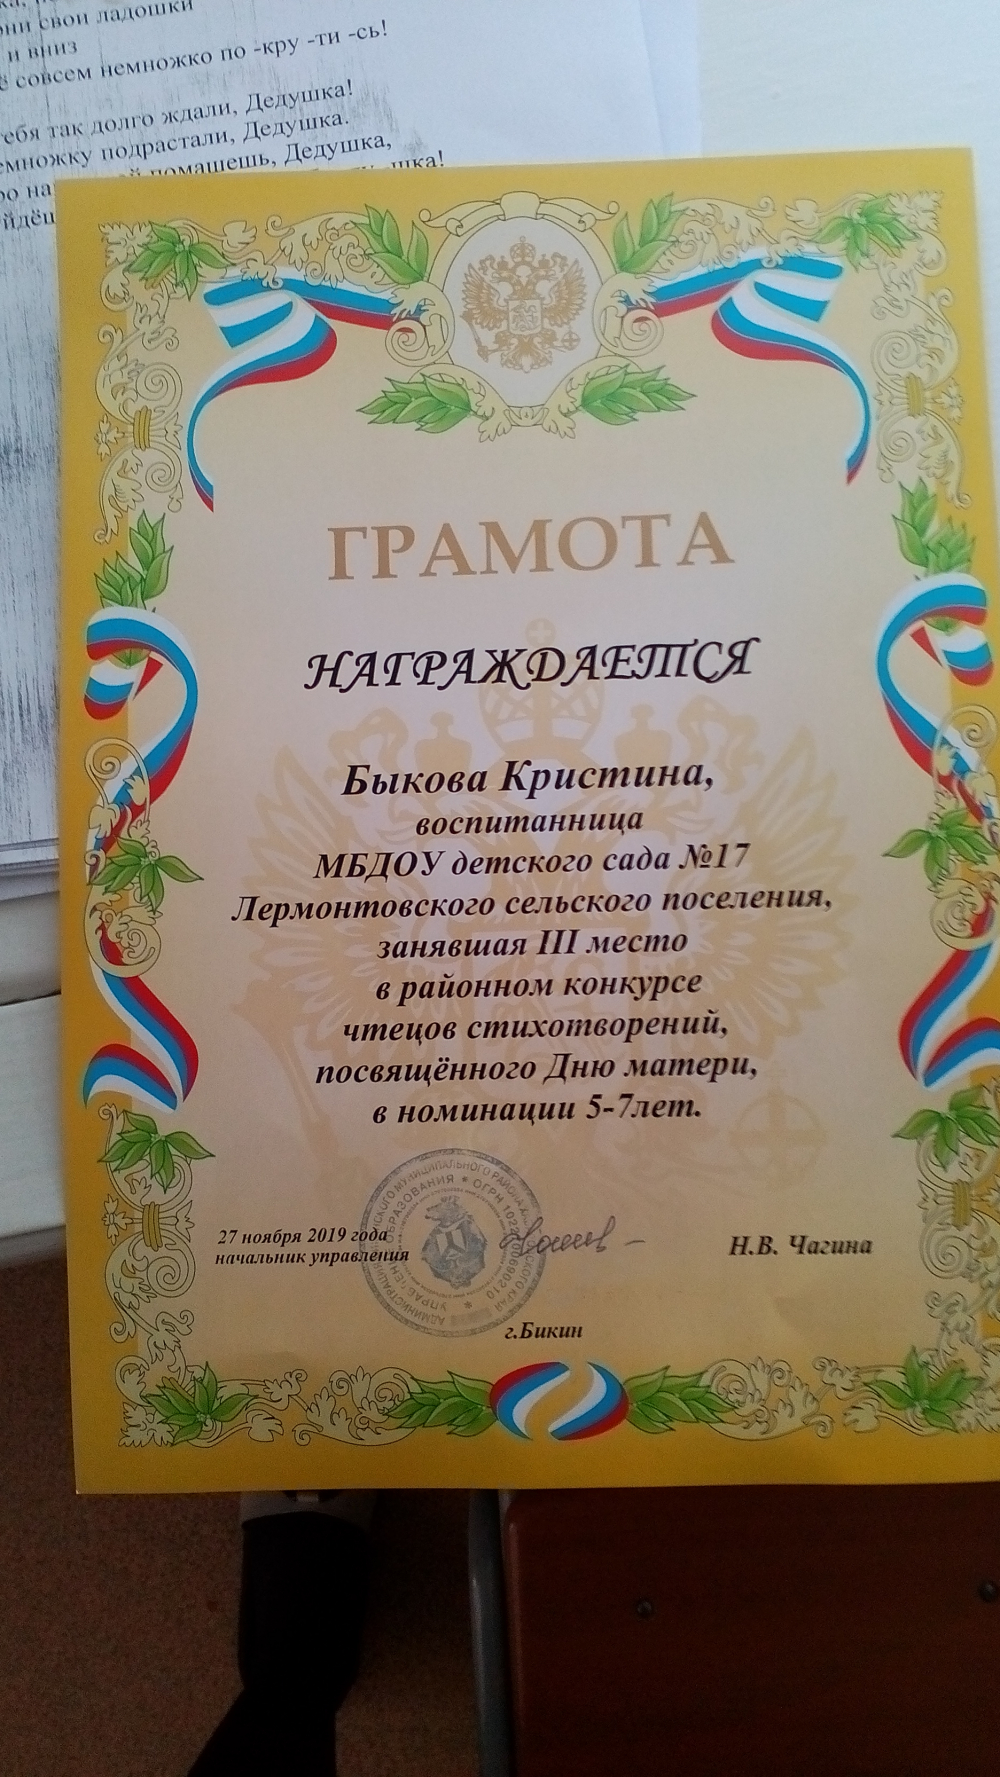 свои ладошки
и вниз
совсем немножко по -кру -ти -сь!
тебя так долго ждали, Дедушка!
немножку подрастали, Дедушка.
помашешь, Дедушка,
ГРАМОТА
НАГРАЖДАЕТСЯ
Быкова Кристина,
воспитанница
МБДОУ детского сада №17
Лермонтовского сельского поселения,
занявшая III место
в районном конкурсе
чтецов стихотворений,
посвящённого Дню матери,
в номинации 5-7лет.
27 ноября 2019 года
начальник управления
Н.В. Чагина
г.Бикин